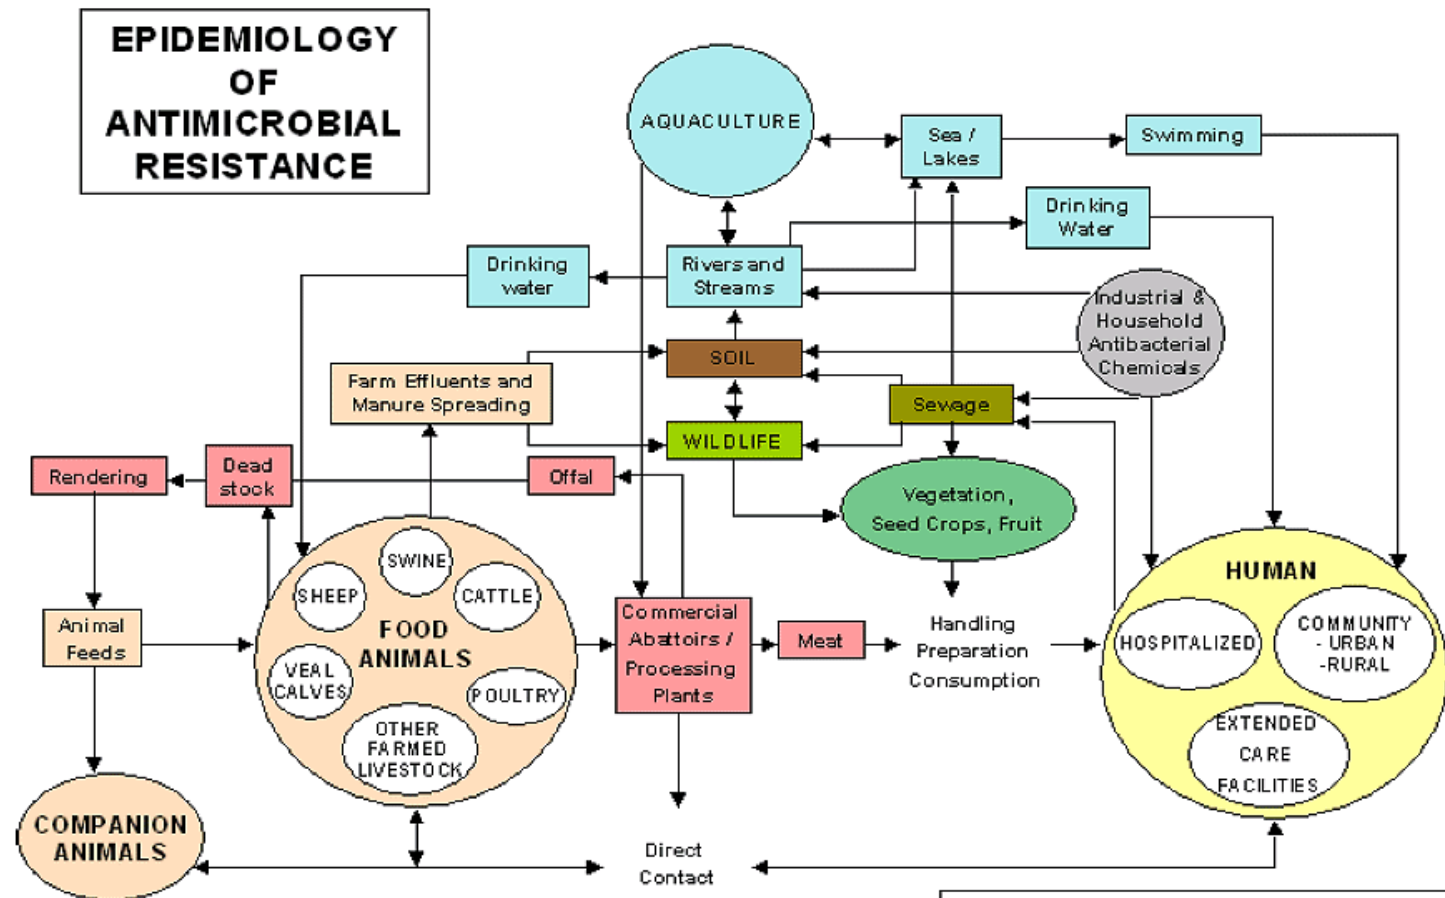 EPIDEMIOLOGY
OF
ANTIMICROBIAL
RESISTANCE
AQUACULTURE
Sea /
Lakes
Swimming
Drinking
Water
Drinking
water
Rivers and
Streams
Industrial &
Household
Antibacterial
Chemicals
SOIL
Farm Effluents and
Manure Spreading
Sewage
WILDLIFE
Rendering
Dead
stock
Offal
Vegetation,
Seed Crops, Fruit
SWINE
SHEEP
CATTLE
FOOD
ANIMALS
VEAL
CALVES
POULTRY
OTHER
FARMED
LIVESTOCK
Animal
Feeds
Commercial
Abattoirs /
Processing
Plants
Meat
Handling
Preparation
Consumption
HUMAN
HOSPITALIZED
COMMUNITY
- URBAN
-RURAL
EXTENDED
CARE
FACILITIES
COMPANION
ANIMALS
Direct
Contact